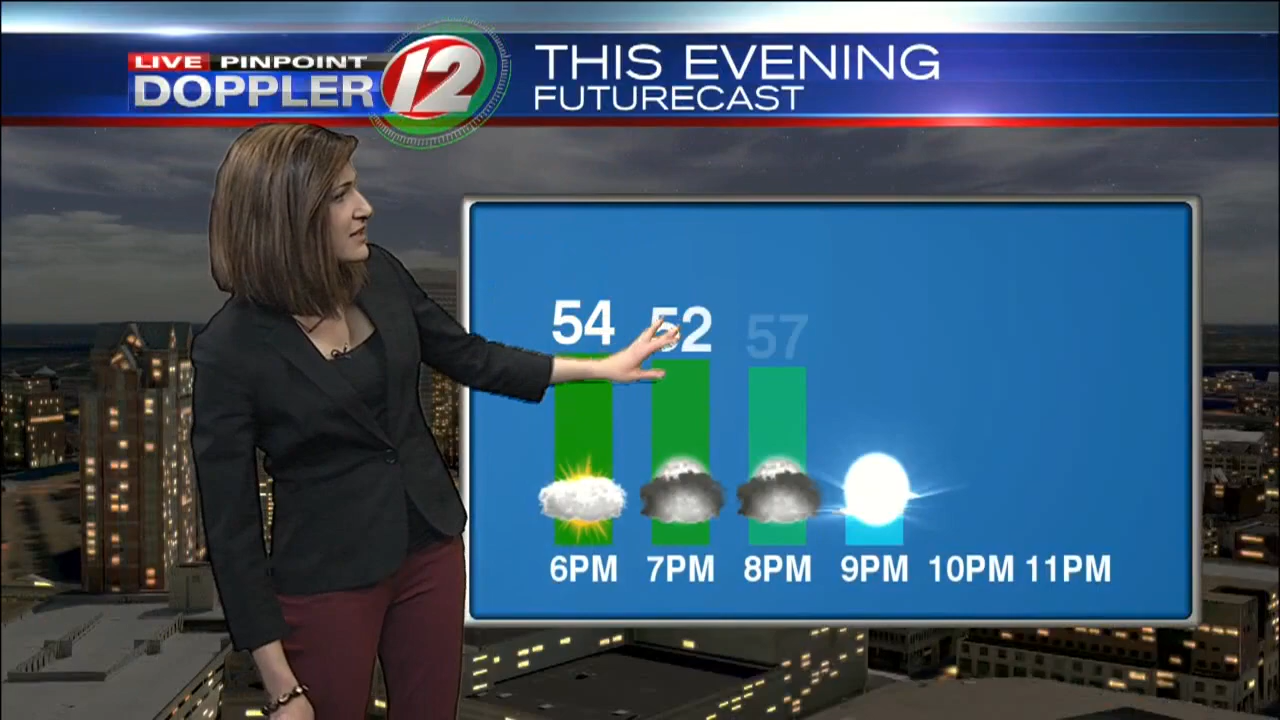 LIVE PINPOINT
DOPPLER 12
THIS EVENING
FUTURECAST
54 52 57
6PM 7PM 8PM 9PM 10PM 11PM